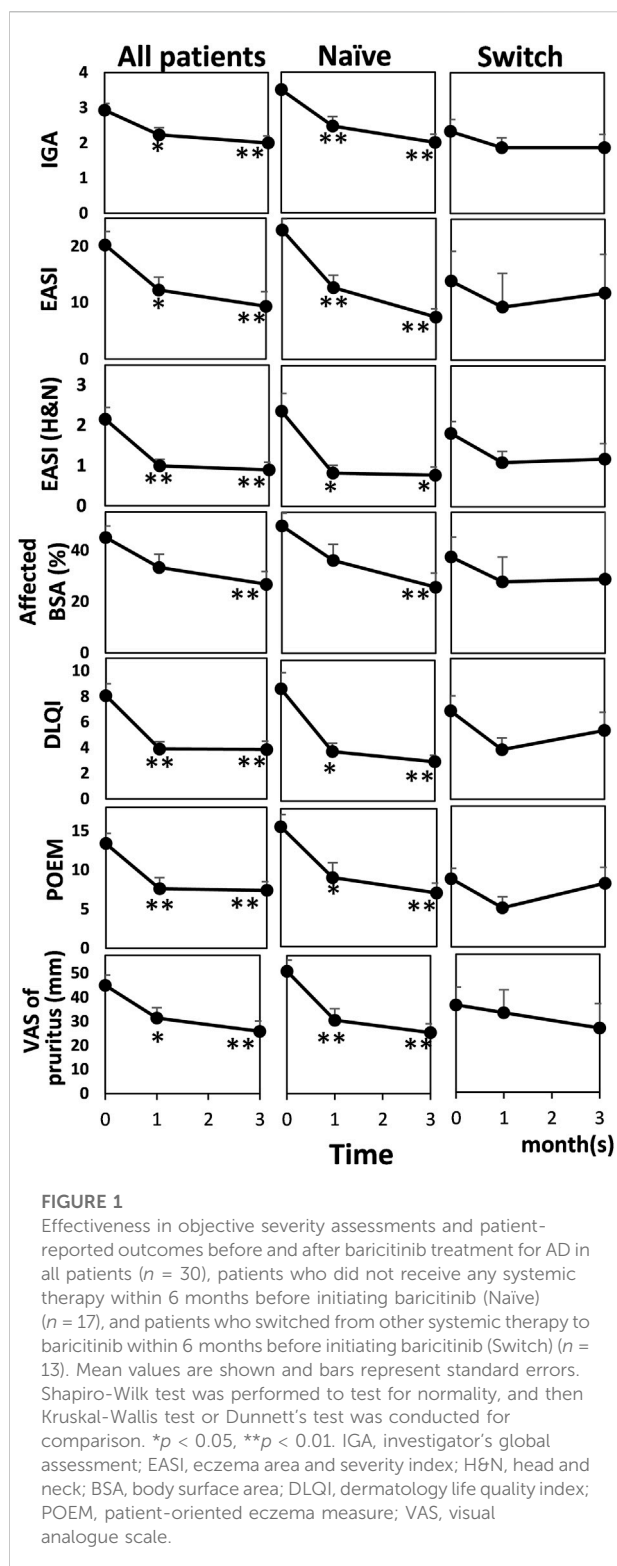 All patients Naïve Switch
4
3
2
1
0
IGA
* ** ** **
20
10
0
EASI
* ** ** **
3
2
1
0
EASI (H&N)
** ** * *
40
20
0
Affected
BSA (%)
** **
10
8
6
4
2
0
DLQI
** ** * **
15
10
5
0
POEM
** ** * **
50
40
30
20
10
0
VAS of
pruritus (mm)
* ** ** **
0 1 2 3 0 1 2 3 0 1 2 3
Time month(s)
FIGURE 1
Effectiveness in objective severity assessments and patient-
reported outcomes before and after baricitinib treatment for AD in
all patients (n = 30), patients who did not receive any systemic
therapy within 6 months before initiating baricitinib (Naïve)
(n = 17), and patients who switched from other systemic therapy to
baricitinib within 6 months before initiating baricitinib (Switch) (n =
13). Mean values are shown and bars represent standard errors.
Shapiro-Wilk test was performed to test for normality, and then
Kruskal-Wallis test or Dunnett's test was conducted for
comparison. *p < 0.05, **p < 0.01. IGA, investigator's global
assessment; EASI, eczema area and severity index; H&N, head and
neck; BSA, body surface area; DLQI, dermatology life quality index;
POEM, patient-oriented eczema measure; VAS, visual
analogue scale.